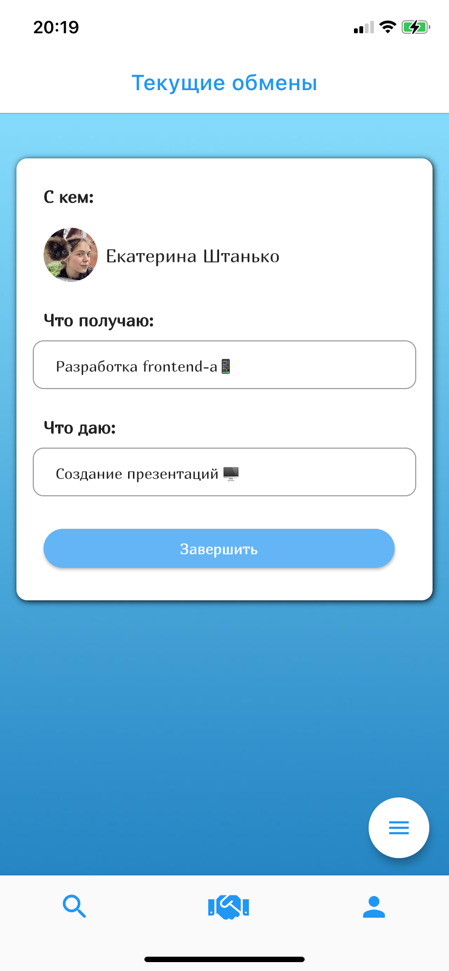 20:19
Текущие обмены
С кем:
Екатерина Штанько
Что получаю:
Разработка frontend-а📱
Что даю:
Создание презентаций 🖥️
Завершить